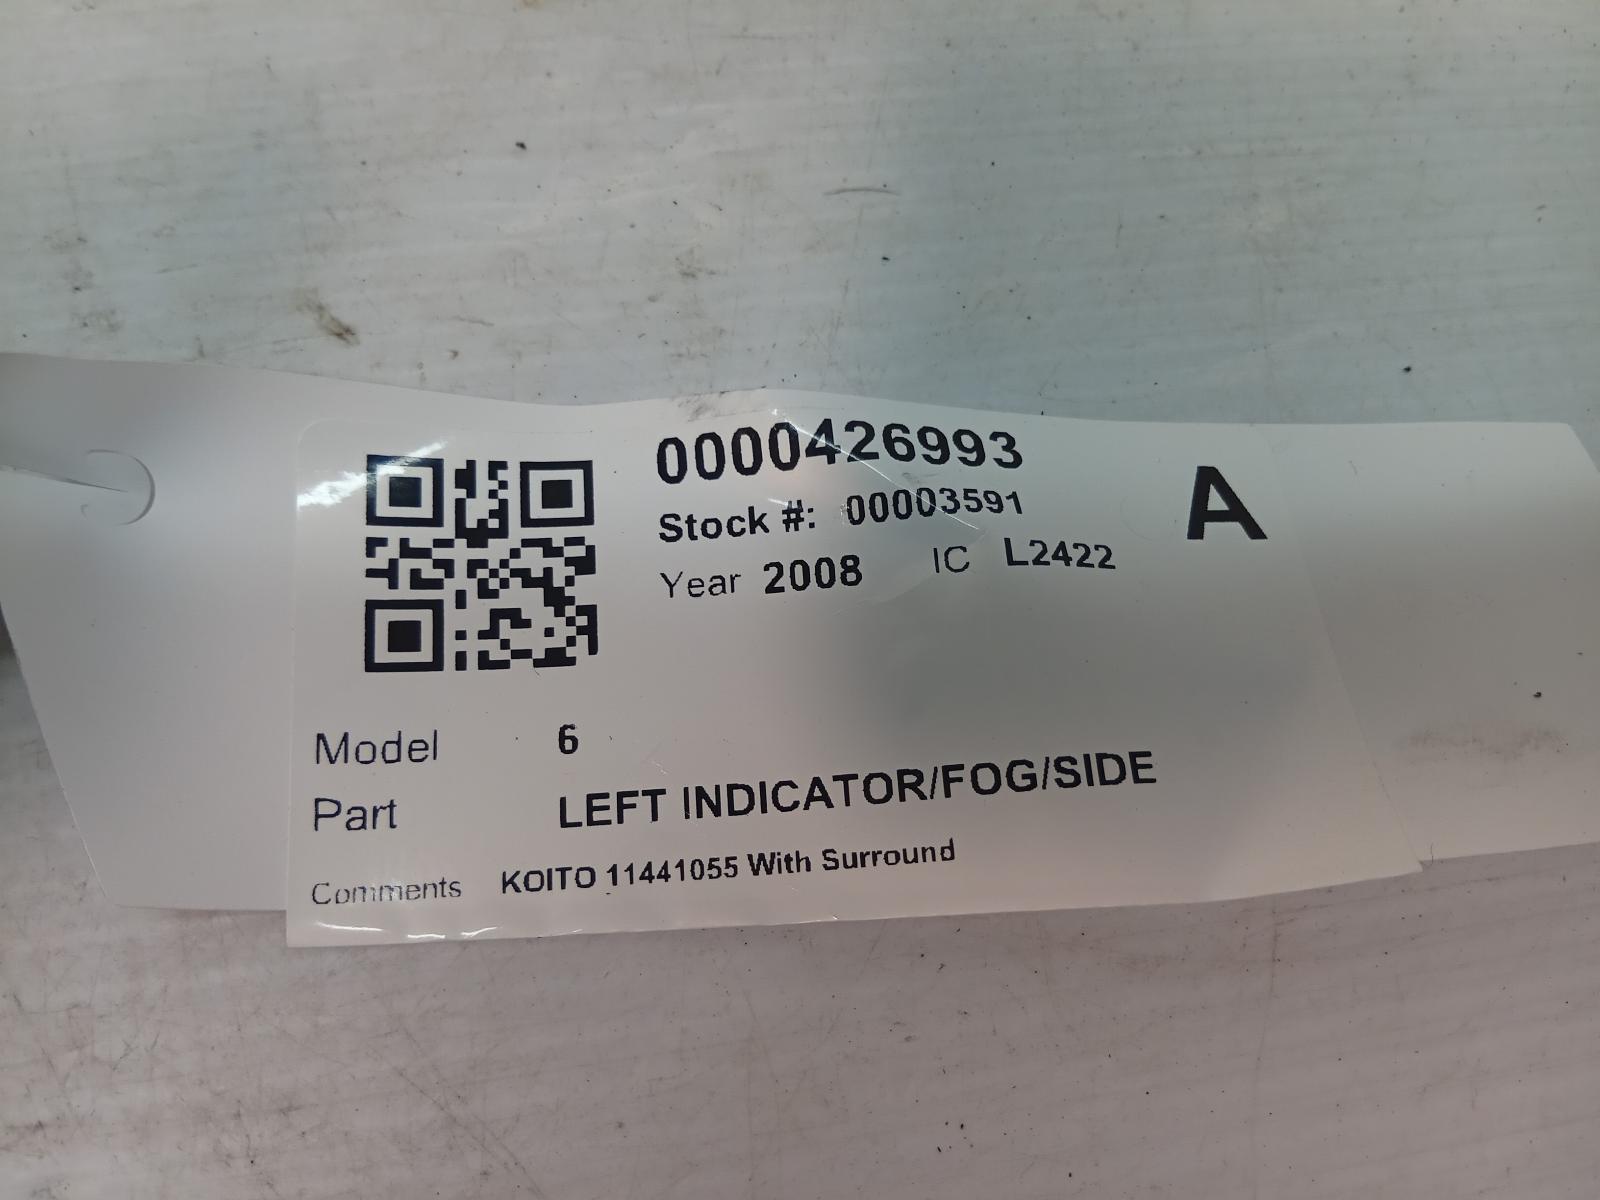 0000426993
Stock #: 00003591
A
Year 2008 IC L2422
Model 6
Part LEFT INDICATOR/FOG/SIDE
Comments KOITO 11441055 With Surround